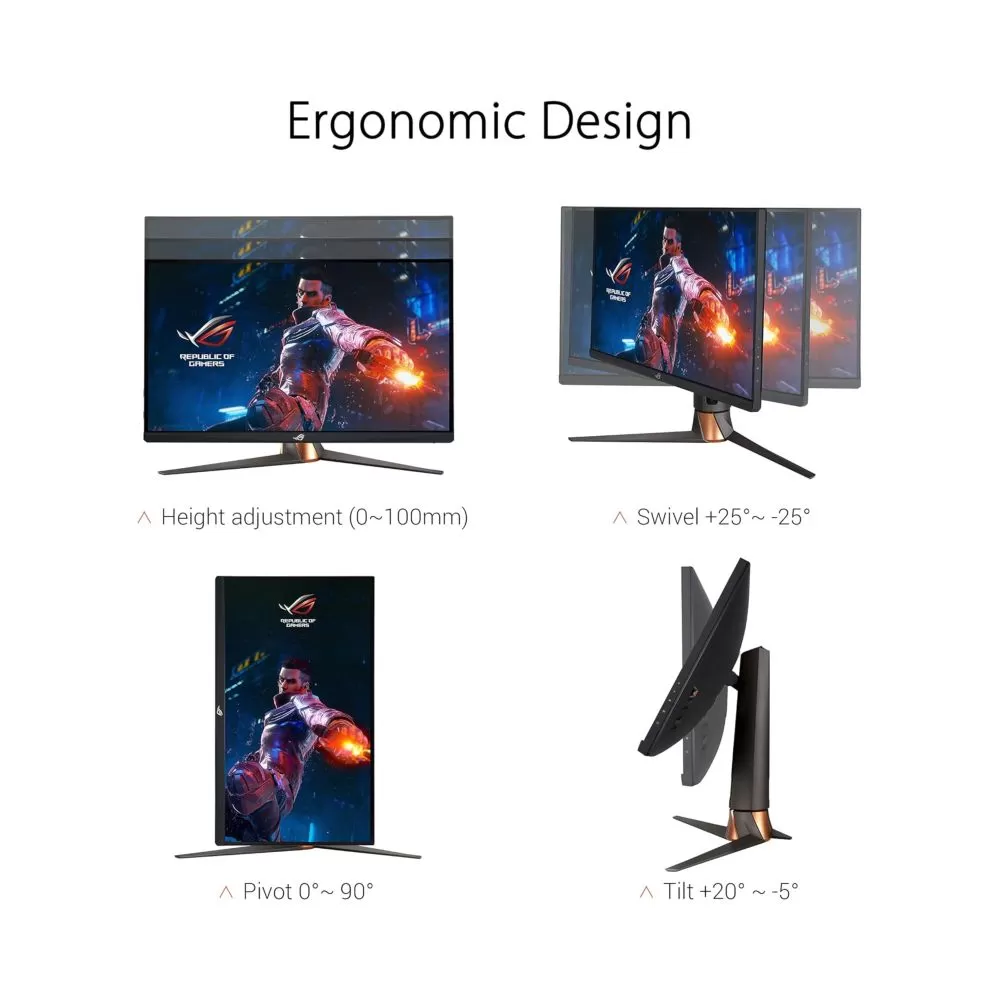 Ergonomic Design
REPUBLIC OF
GAMERS
REPUBLIC OF
GAMERS
^ Height adjustment (0~100mm)
^ Swivel +25°~ -25°
REPUBLIC OF
GAMERS
^ Pivot 0°~ 90°
^ Tilt +20° ~ -5°